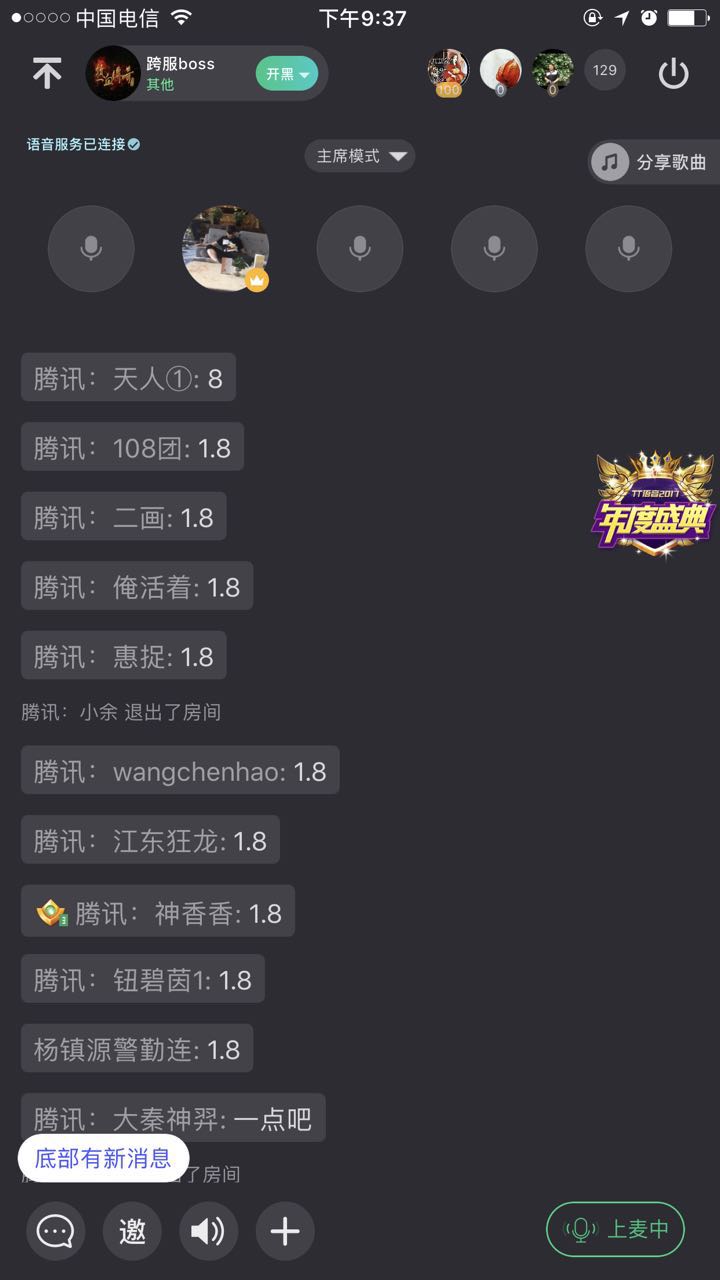 中国电信
下午9:37
跨服boss
其他
开黑
100
0
0
129
语音服务已连接
主席模式
分享歌曲
腾讯：天人①: 8
腾讯：108团: 1.8
TT语音2017
年度盛典
腾讯：二画: 1.8
腾讯：俺活着: 1.8
腾讯：惠捉: 1.8
腾讯：小余 退出了房间
腾讯：wangchenhao: 1.8
腾讯：江东狂龙: 1.8
腾讯：神香香: 1.8
腾讯：钮碧茵1: 1.8
杨镇源警勤连: 1.8
腾讯：大秦神羿: 一点吧
底部有新消息
了房间
邀
上麦中